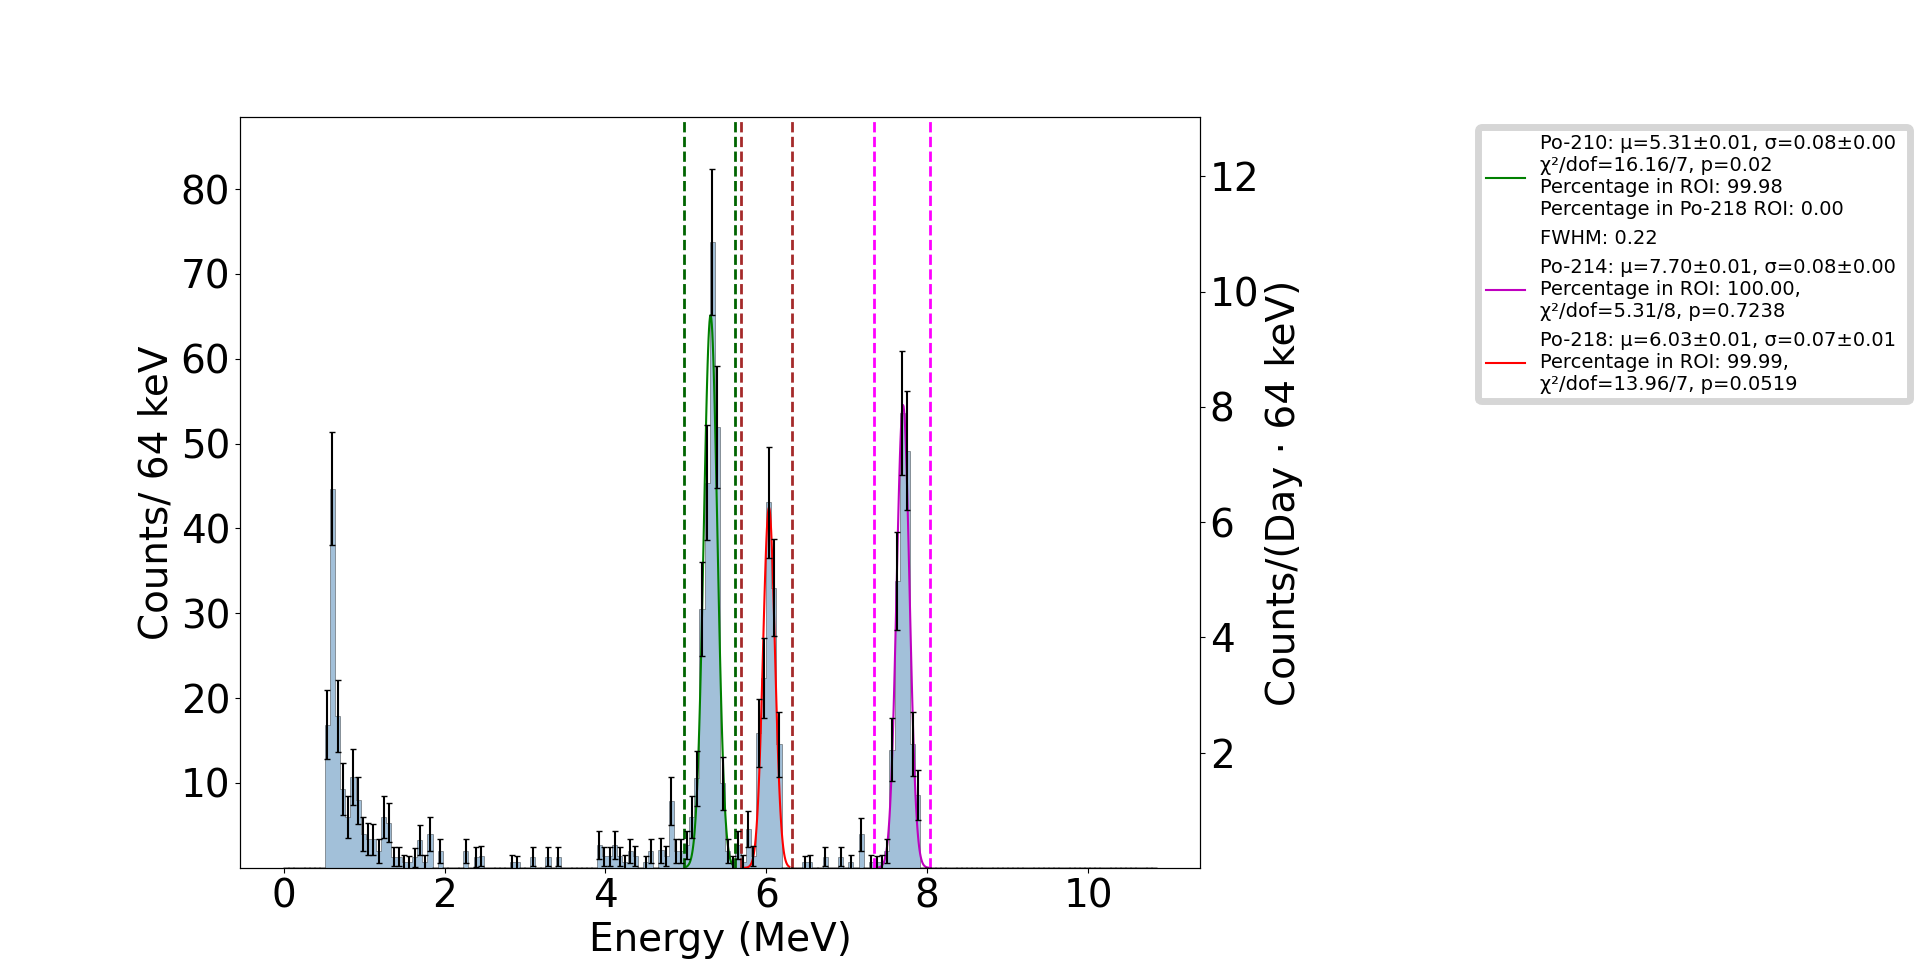 Counts/ 64 keV
80
70
60
50
40
30
20
10
0
2
4
6
8
10
Energy (MeV)
12
10
8
6
4
2
Counts/(Day · 64 keV)
Po-210: μ=5.31±0.01, σ=0.08±0.00
χ²/dof=16.16/7, p=0.02
Percentage in ROI: 99.98
Percentage in Po-218 ROI: 0.00
FWHM: 0.22
Po-214: μ=7.70±0.01, σ=0.08±0.00
Percentage in ROI: 100.00,
χ²/dof=5.31/8, p=0.7238
Po-218: μ=6.03±0.01, σ=0.07±0.01
Percentage in ROI: 99.99,
χ²/dof=13.96/7, p=0.0519